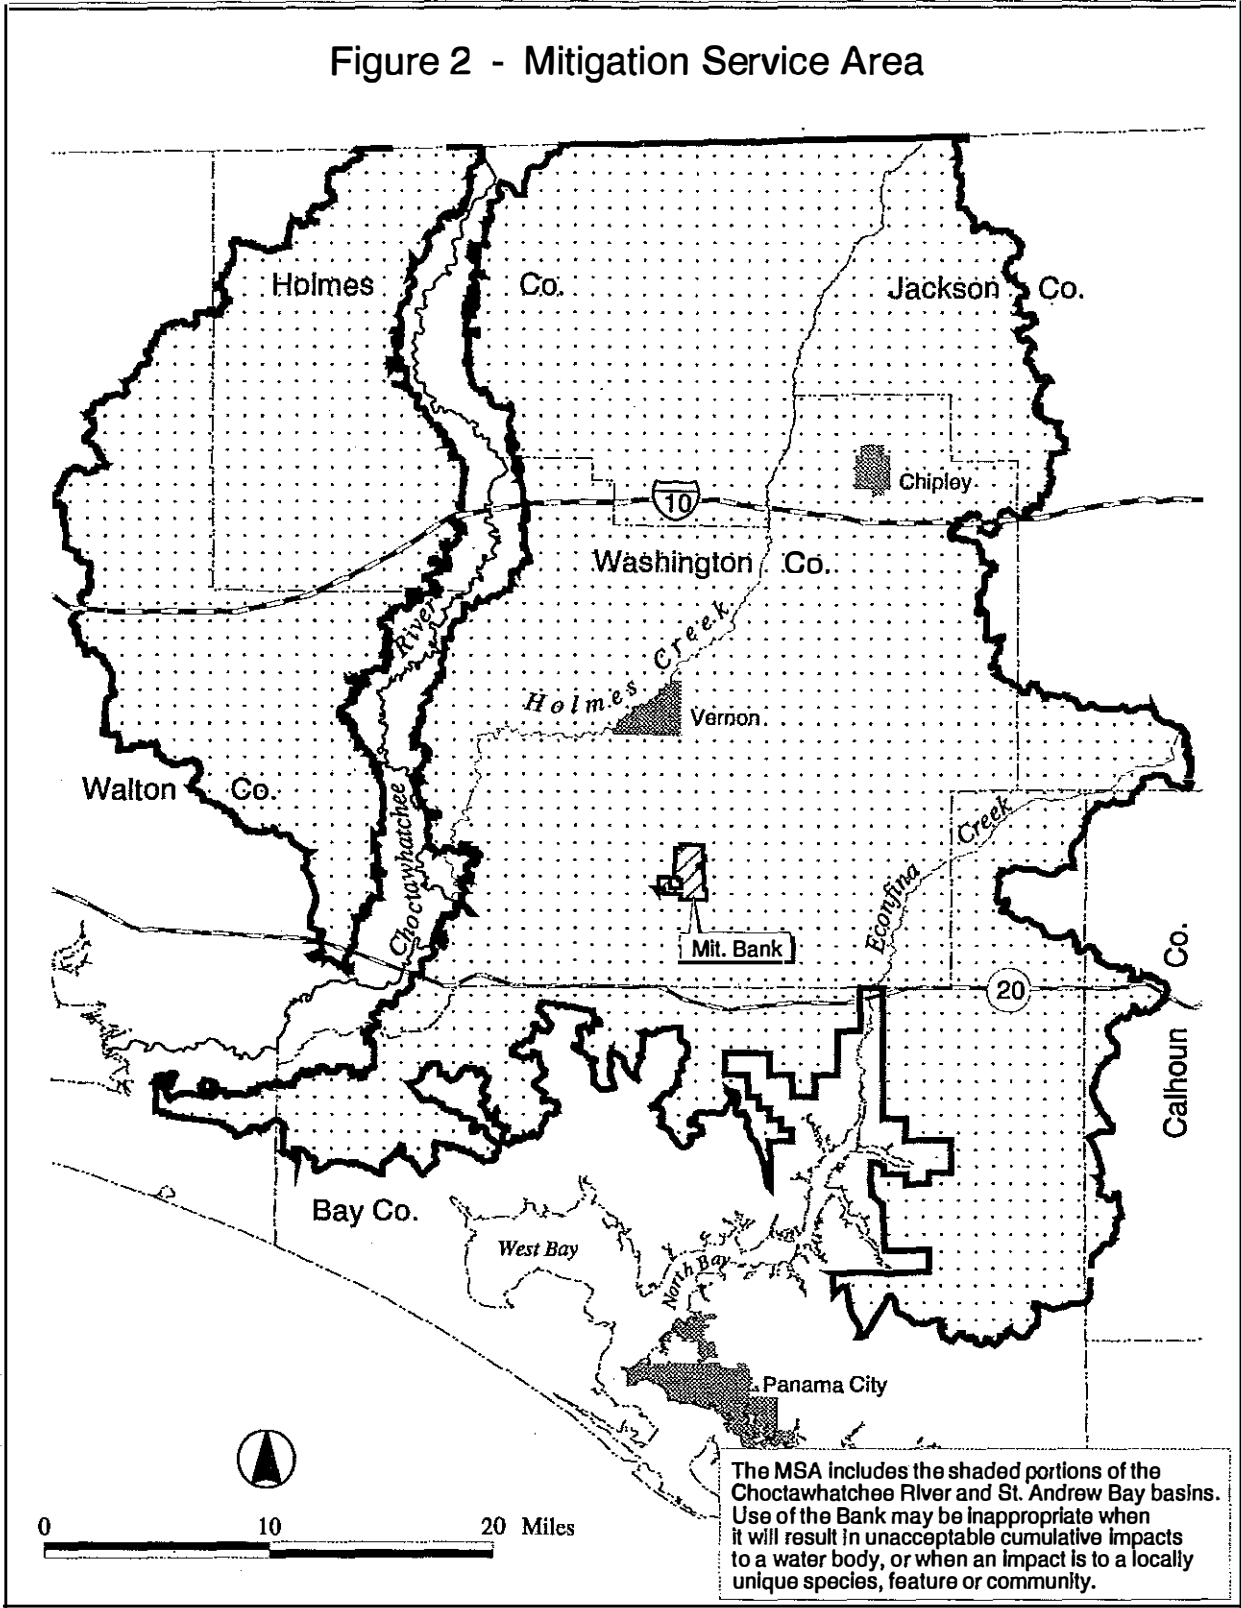 Figure 2 - Mitigation Service Area
Holmes Co.
Jackson Co.
Chipley
10
Washington Co.
River
Holmes Creek
Vernon
Walton Co.
Choctawhatchee
Econfina Creek
Mit. Bank
20
Calhoun Co.
Bay Co.
West Bay
North Bay
Panama City
0 10 20 Miles
The MSA includes the shaded portions of the
Choctawhatchee River and St. Andrew Bay basins.
Use of the Bank may be inappropriate when
it will result in unacceptable cumulative impacts
to a water body, or when an impact is to a locally
unique species, feature or community.